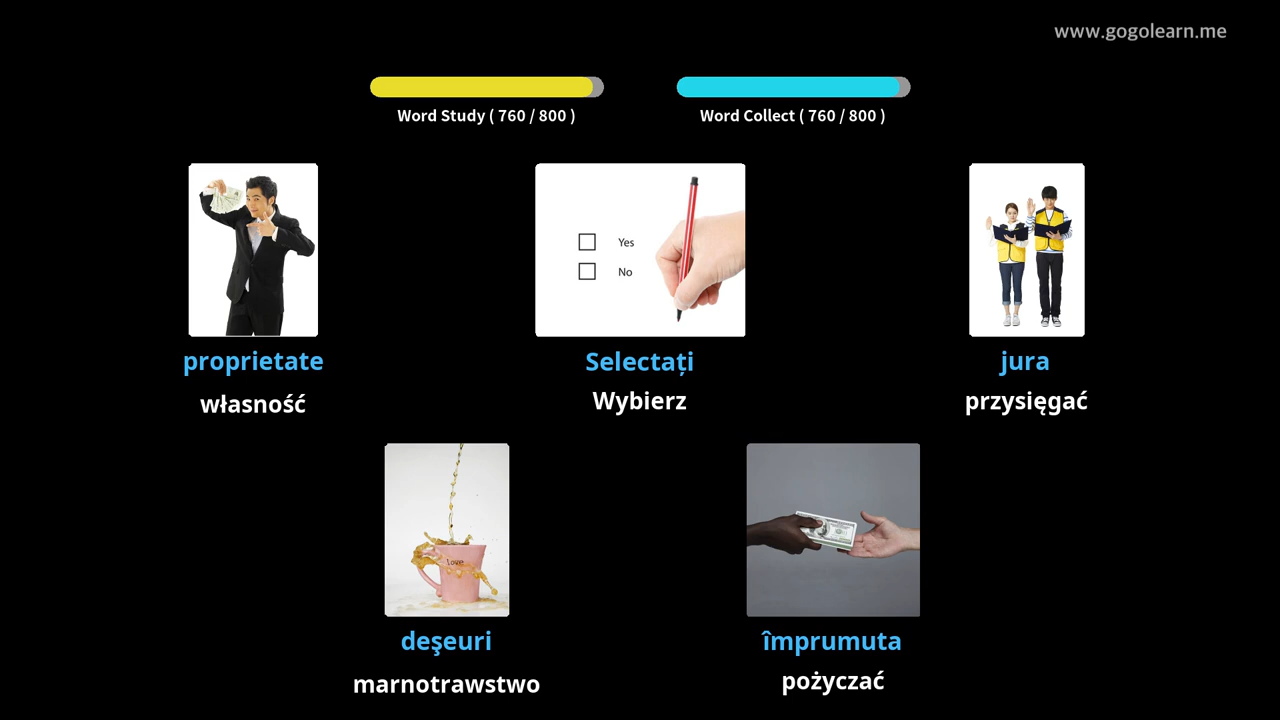 www.gogolearn.me
Word Study ( 760 / 800 )
Word Collect ( 760 / 800 )
Yes
No
love
proprietate
Selectați
jura
własność
Wybierz
przysięgać
deşeuri
împrumuta
marnotrawstwo
pożyczać